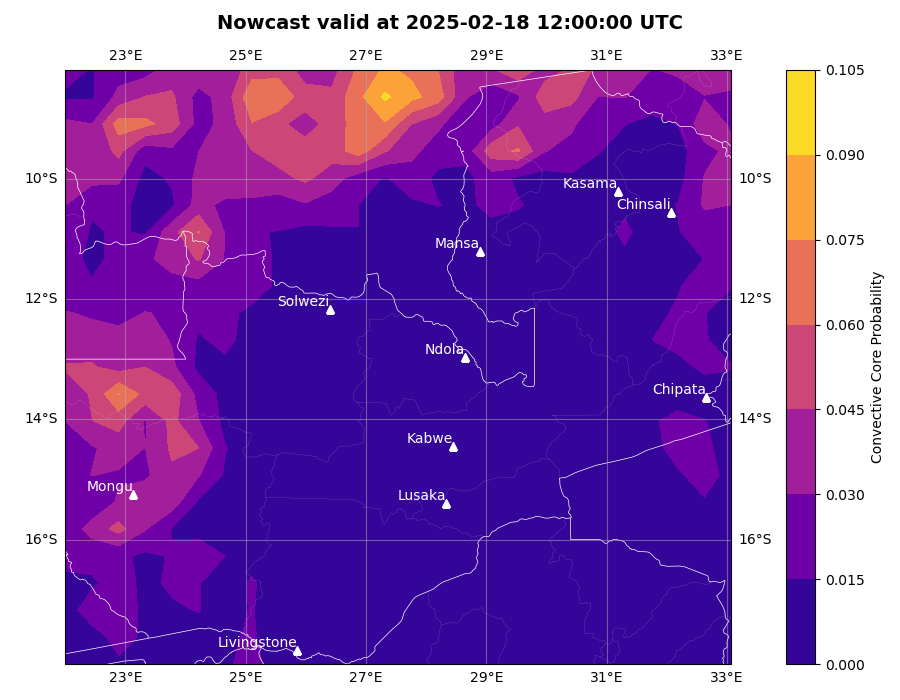 Nowcast valid at 2025-02-18 12:00:00 UTC
23°E 25°E 27°E 29°E 31°E 33°E
0.105
0.090
10°S 10°S
Kasama
Chinsali
0.075
Mansa
12°S 12°S
Solwezi
0.060
Ndola
Chipata
14°S 14°S
0.045
Kabwe
Mongu
Lusaka
0.030
16°S 16°S
0.015
Livingstone
0.000
23°E 25°E 27°E 29°E 31°E 33°E
Convective Core Probability